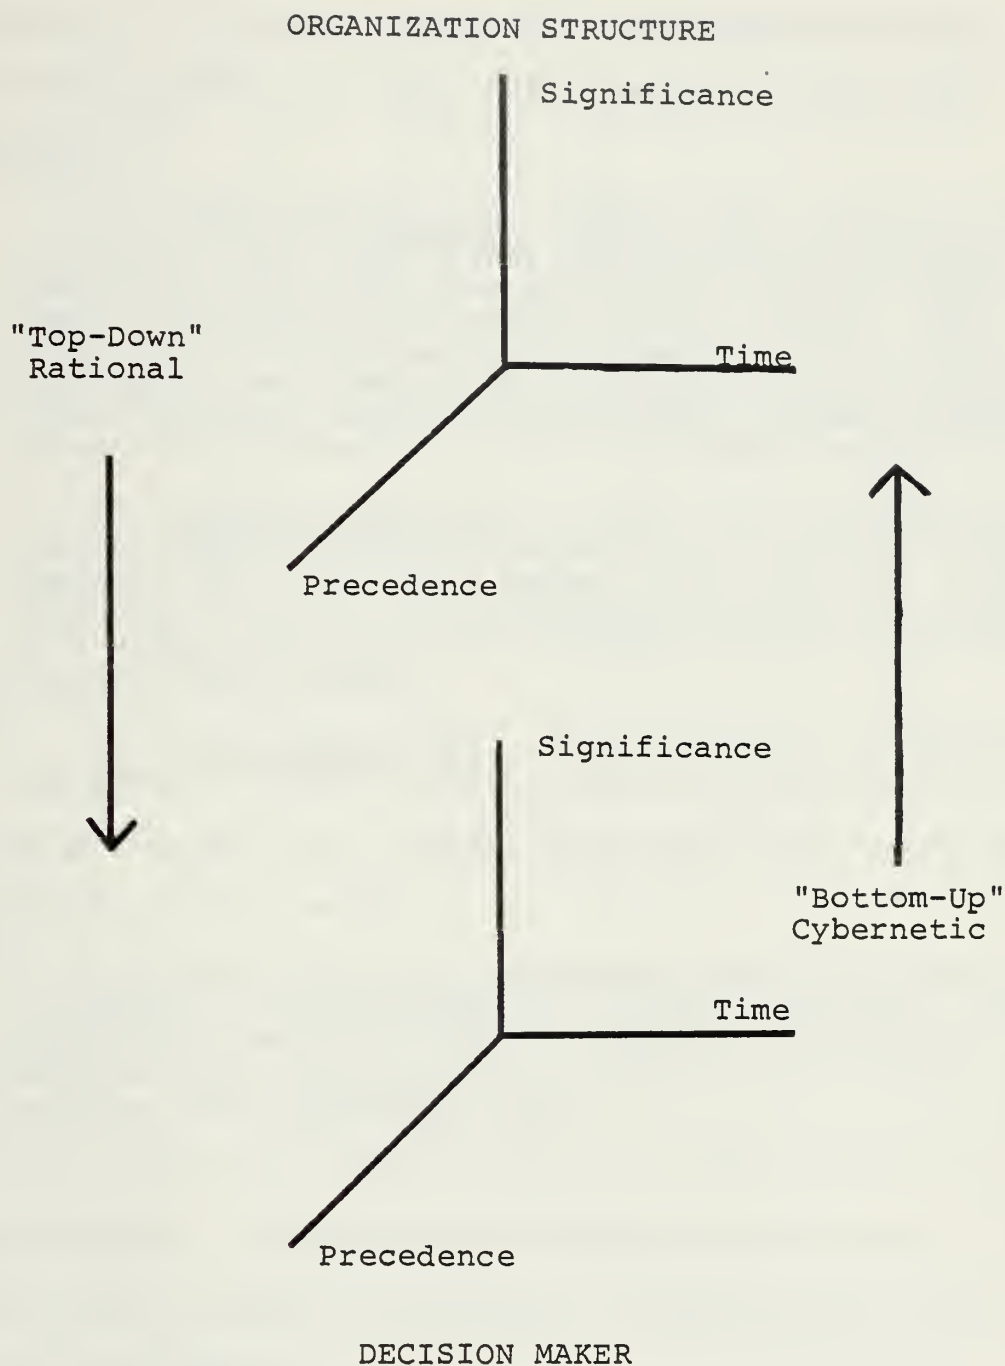 ORGANIZATION STRUCTURE
Significance
"Top-Down"
Rational
Time
Precedence
Significance
"Bottom-Up"
Cybernetic
Time
Precedence
DECISION MAKER